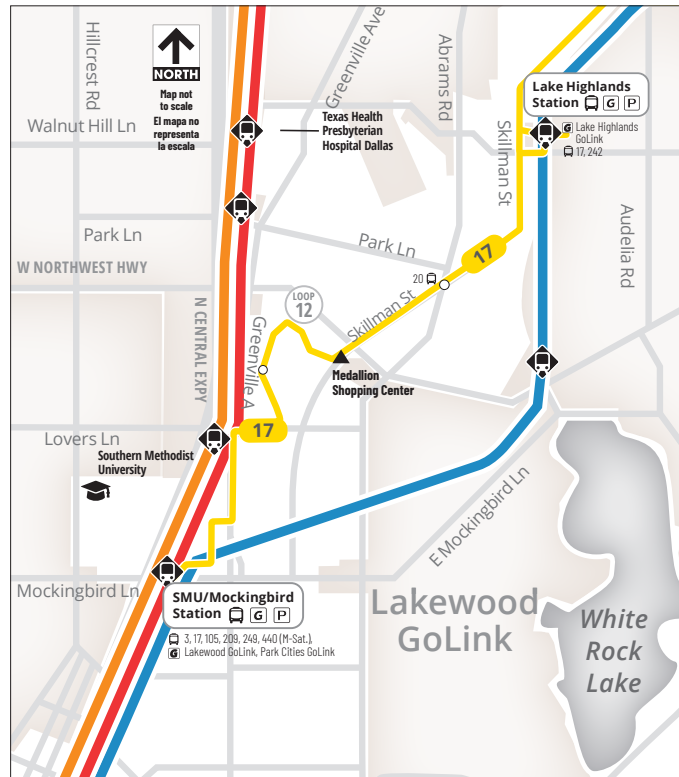 Hillcrest Rd
NORTH
Map not
to scale
El mapa no
representa
la escala
Greenville Ave
Abrams Rd
Skillman St
Lake Highlands
Station G P
G Lake Highlands
GoLink
17, 242
Walnut Hill Ln
Texas Health
Presbyterian
Hospital Dallas
Audelia Rd
Park Ln
Park Ln
W NORTHWEST HWY
17
20
LOOP
12
Skillman St
N CENTRAL EXPY
Greenville A
Medallion
Shopping Center
17
Lovers Ln
Southern Methodist
University
E Mockingbird Ln
Mockingbird Ln
SMU/Mockingbird
Station G P
3, 17, 105, 209, 249, 440 (M-Sat.),
G Lakewood GoLink, Park Cities GoLink
Lakewood
GoLink
White
Rock
Lake